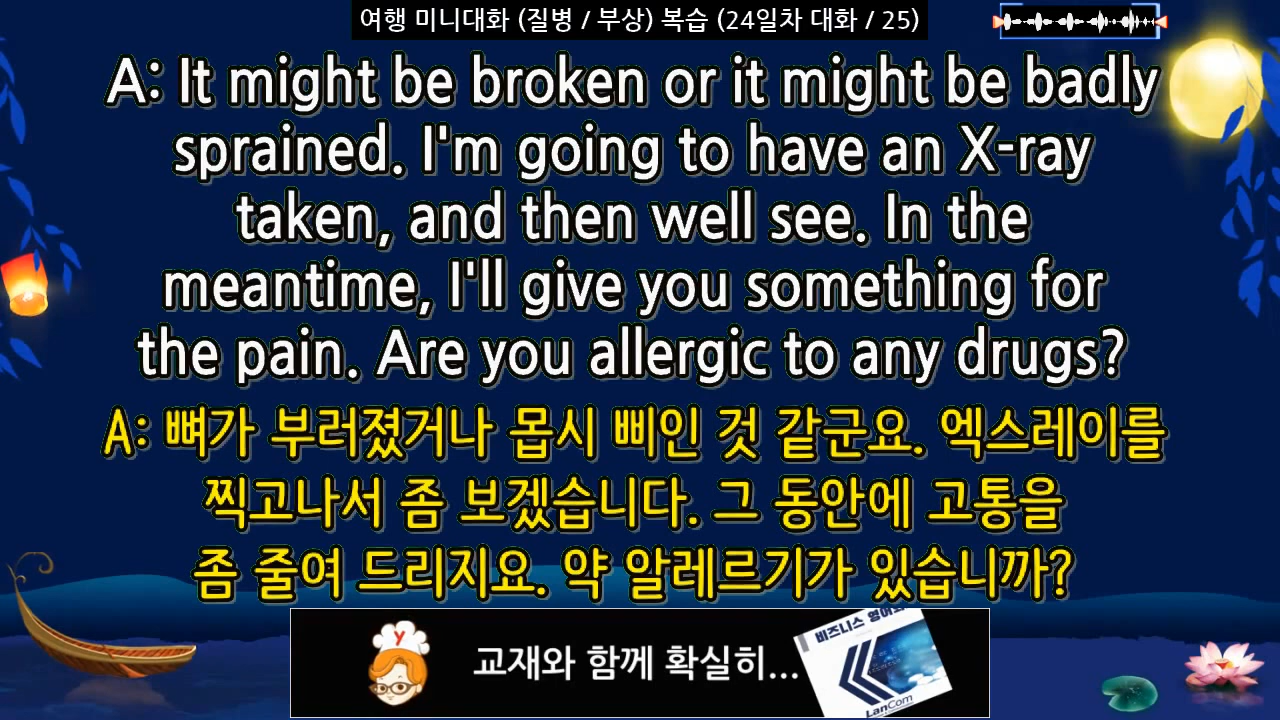 여행 미니대화 (질병 / 부상) 복습 (24일차 대화 / 25)
A: It might be broken or it might be badly
sprained. I'm going to have an X-ray
taken, and then well see. In the
meantime, I'll give you something for
the pain. Are you allergic to any drugs?
A: 뼈가 부러졌거나 몹시 삐인 것 같군요. 엑스레이를
찍고나서 좀 보겠습니다. 그 동안에 고통을
좀 줄여 드리지요. 약 알레르기가 있습니까?
Y
교재와 함께 확실히...
비즈니스
LanCom